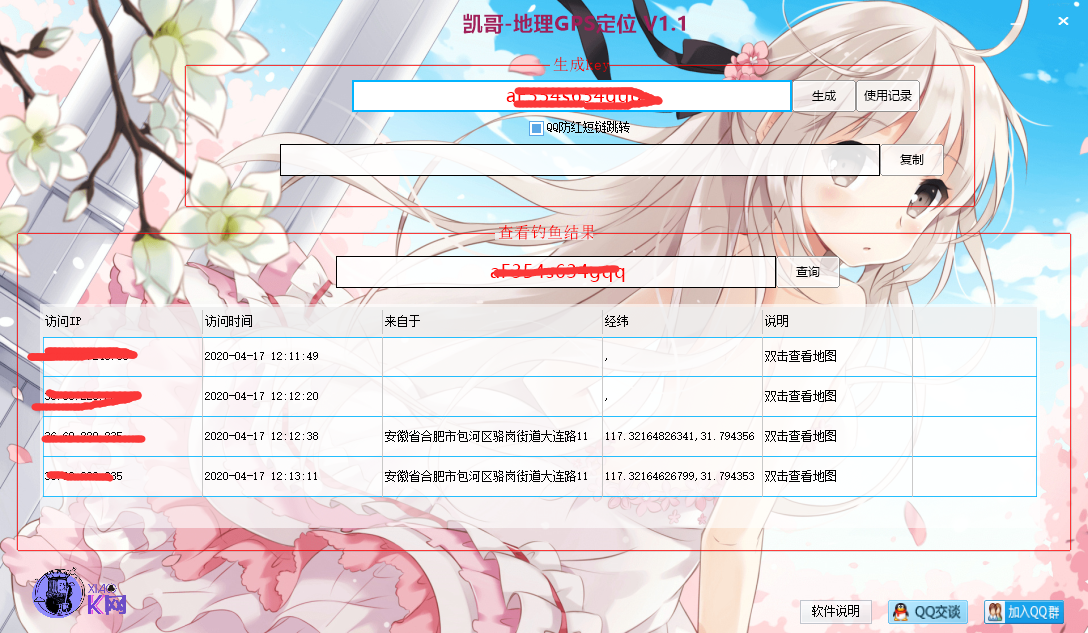 凯哥-地理GPS定位 V1.1
生成key
生成
使用记录
QQ防红短链跳转
复制
查看钓鱼结果
aF354s634gqq
查询
访问IP 访问时间 来自于 经纬 说明
2020-04-17 12:11:49 , 双击查看地图
2020-04-17 12:12:20 , 双击查看地图
2020-04-17 12:12:38 安徽省合肥市包河区骆岗街道大连路11 117.32164826341,31.794356 双击查看地图
2020-04-17 12:13:11 安徽省合肥市包河区骆岗街道大连路11 117.32164626799,31.794353 双击查看地图
XIAO
K网
软件说明
QQ交谈
加入QQ群